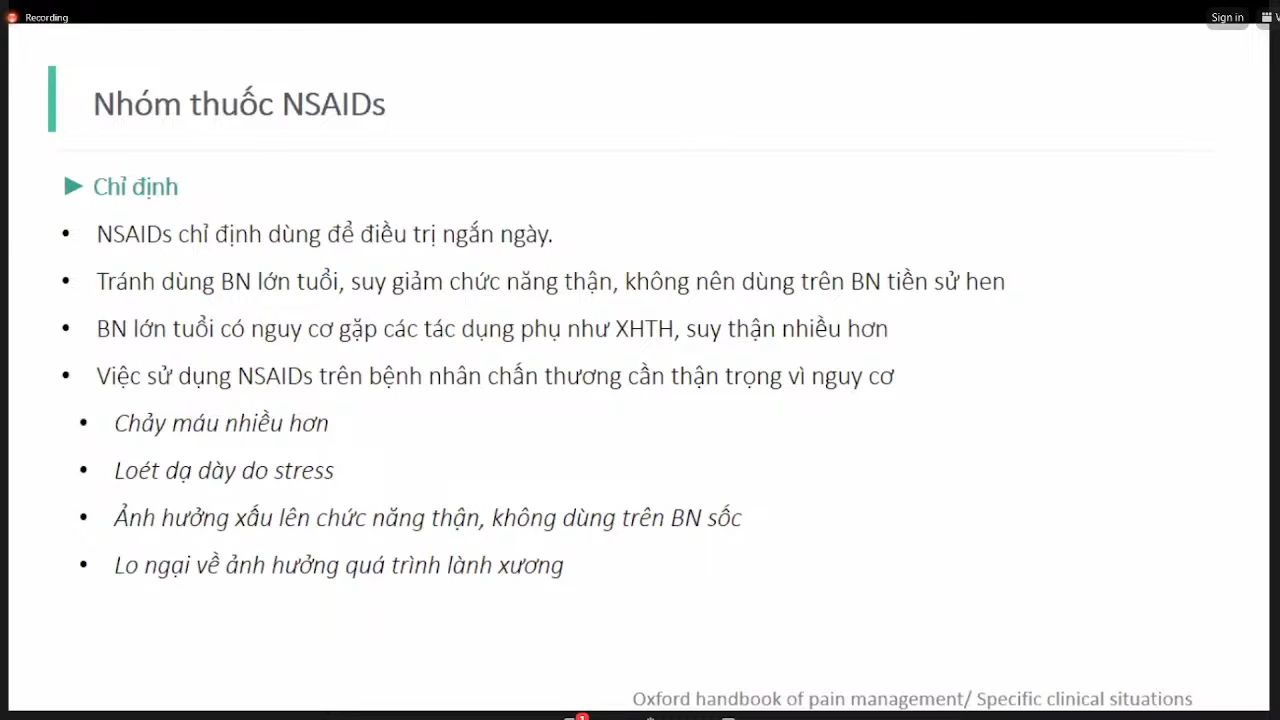 Recording
Sign in
Nhóm thuốc NSAIDs
► Chỉ định
• NSAIDs chỉ định dùng để điều trị ngắn ngày.
• Tránh dùng BN lớn tuổi, suy giảm chức năng thận, không nên dùng trên BN tiền sử hen
• BN lớn tuổi có nguy cơ gặp các tác dụng phụ như XHTH, suy thận nhiều hơn
• Việc sử dụng NSAIDs trên bệnh nhân chấn thương cần thận trọng vì nguy cơ
• Chảy máu nhiều hơn
• Loét dạ dày do stress
• Ảnh hưởng xấu lên chức năng thận, không dùng trên BN sốc
• Lo ngại về ảnh hưởng quá trình lành xương
Oxford handbook of pain management/ Specific clinical situations
1